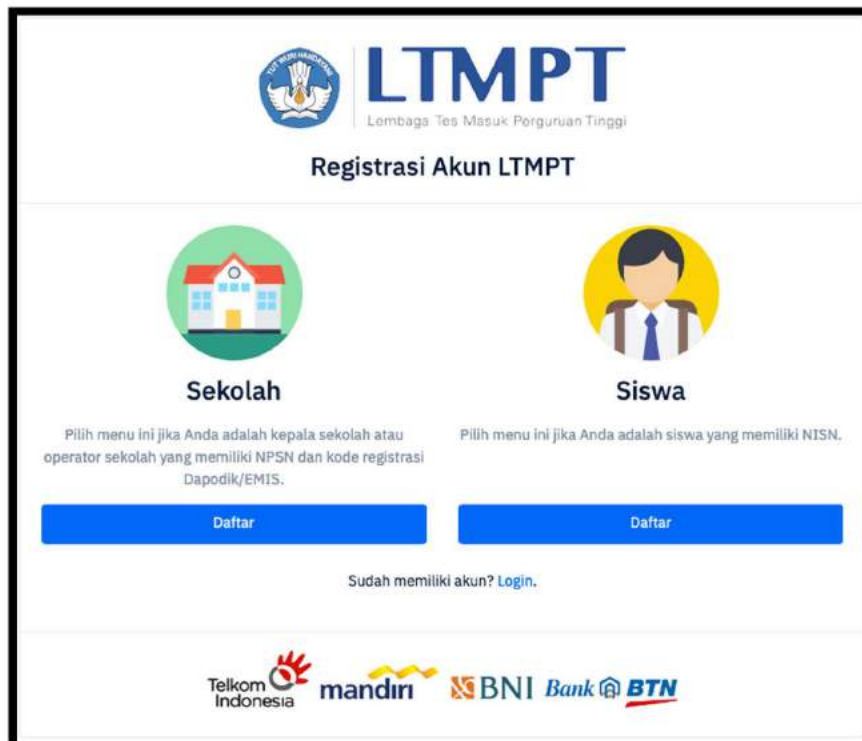 TUT WURI HANDAYANI
LTMPT
Lembaga Tes Masuk Perguruan Tinggi
Registrasi Akun LTMPT
Sekolah
Pilih menu ini jika Anda adalah kepala sekolah atau
operator sekolah yang memiliki NPSN dan kode registrasi
Dapodik/EMIS.
Daftar
Siswa
Pilih menu ini jika Anda adalah siswa yang memiliki NISN.
Daftar
Sudah memiliki akun? Login.
Telkom
Indonesia
mandiri
BNI
Bank BTN